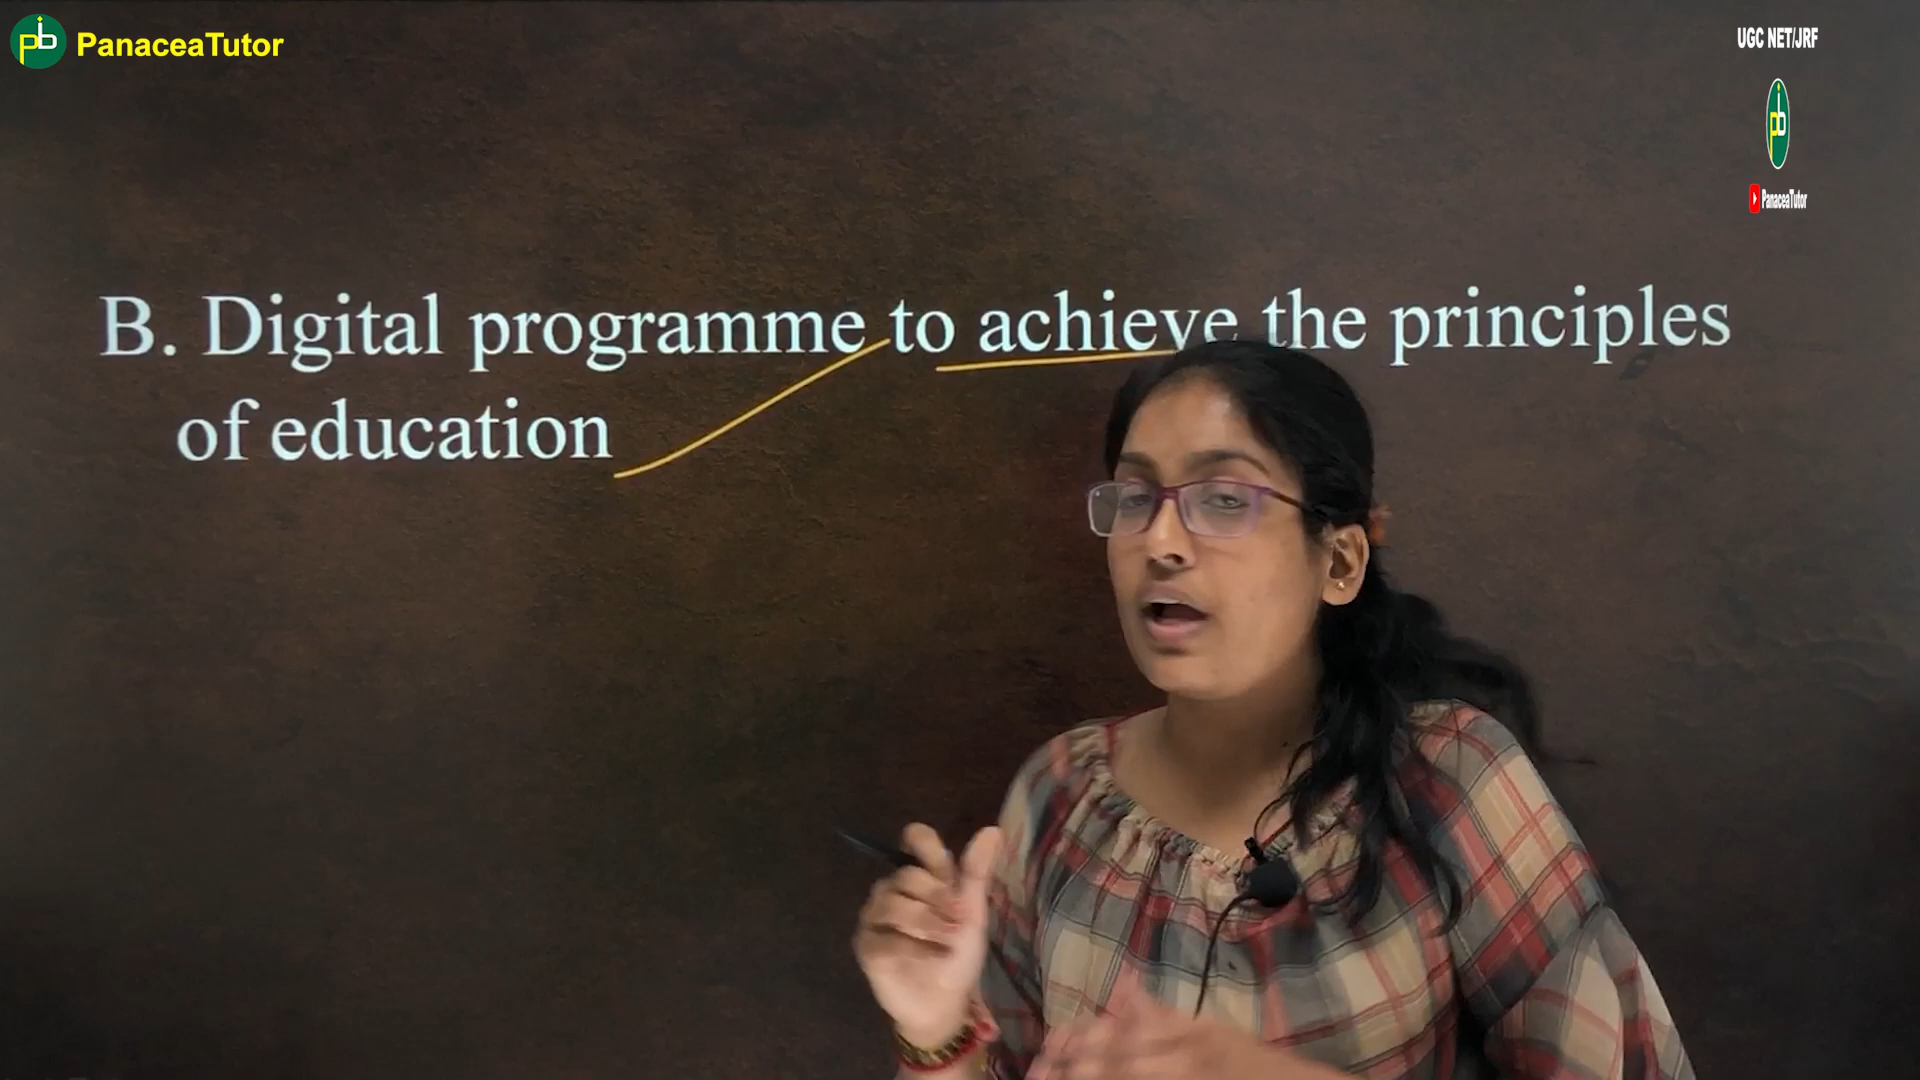 PanaceaTutor
UGC NET/JRF
PanaceaTutor
B. Digital programme to achieve the principles
of education